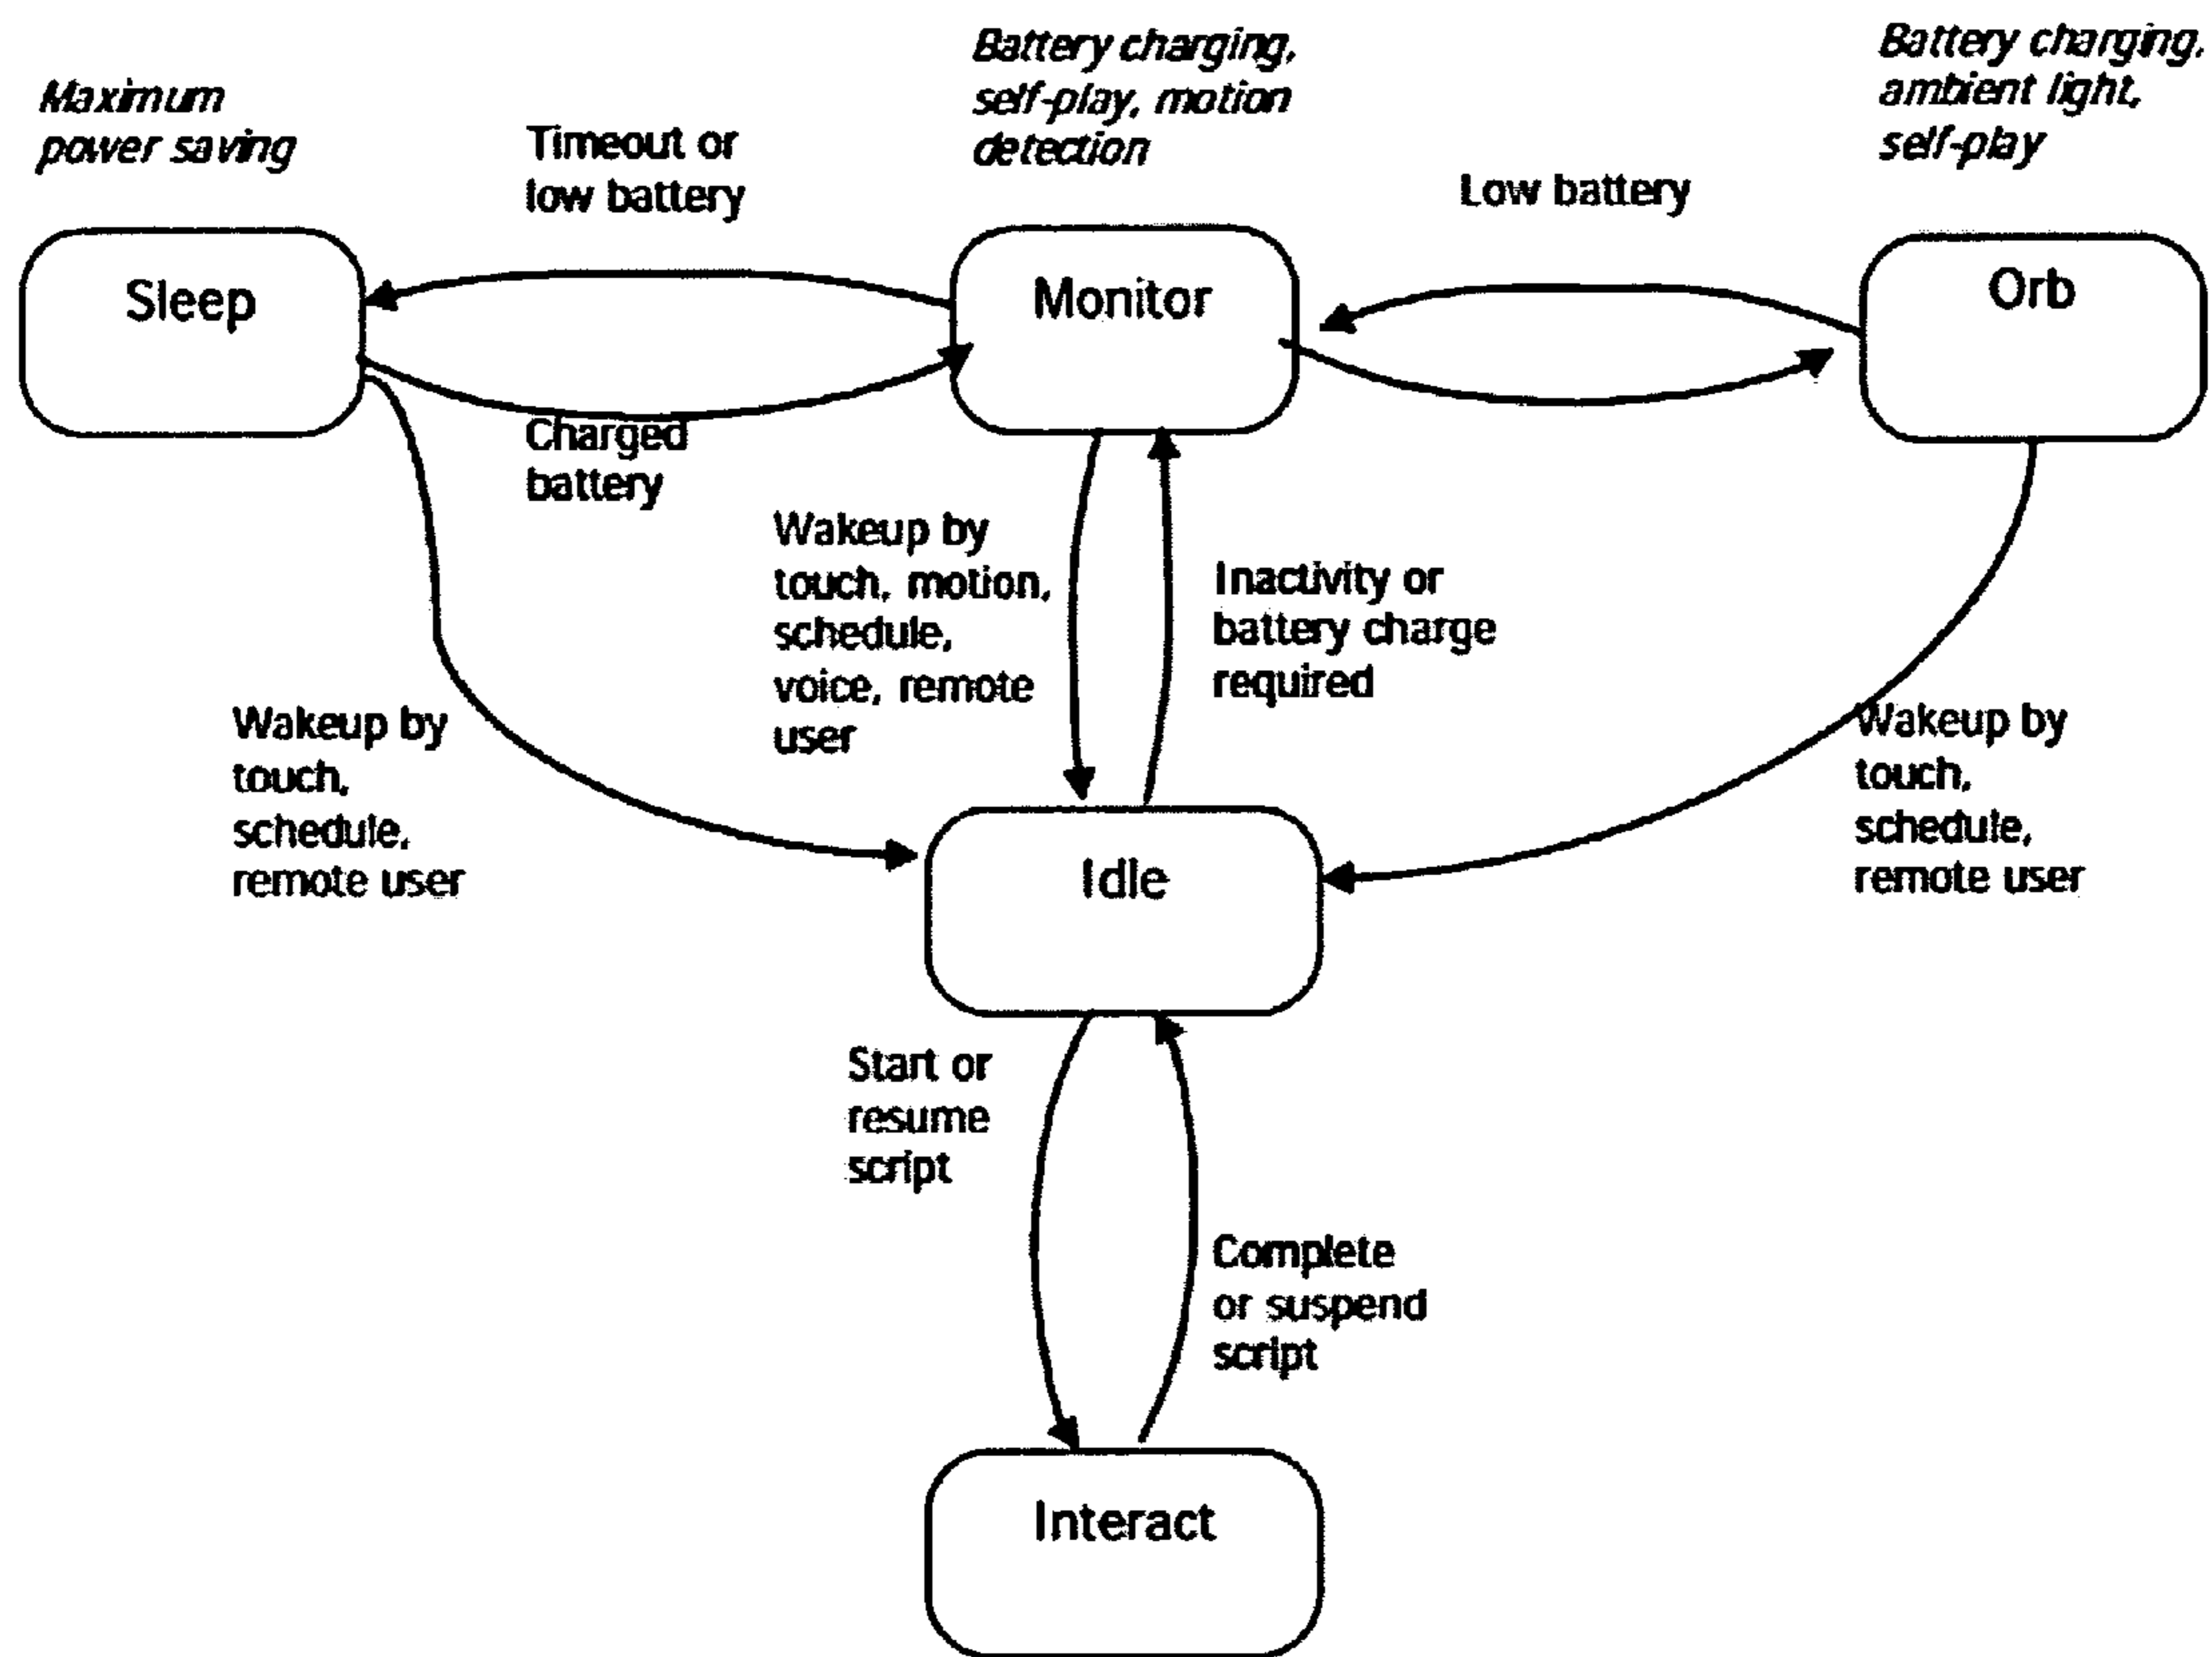 Maximum
power saving
Timeout or
low battery
Battery charging,
self-play, motion
detection
Low battery
Battery charging,
ambient light,
self-play
Sleep
Monitor
Orb
Charged
battery
Wakeup by
touch, motion,
schedule,
voice, remote
user
Inactivity or
battery charge
required
Wakeup by
touch,
schedule,
remote user
Wakeup by
touch,
schedule,
remote user
Idle
Start or
resume
script
Complete
or suspend
script
Interact